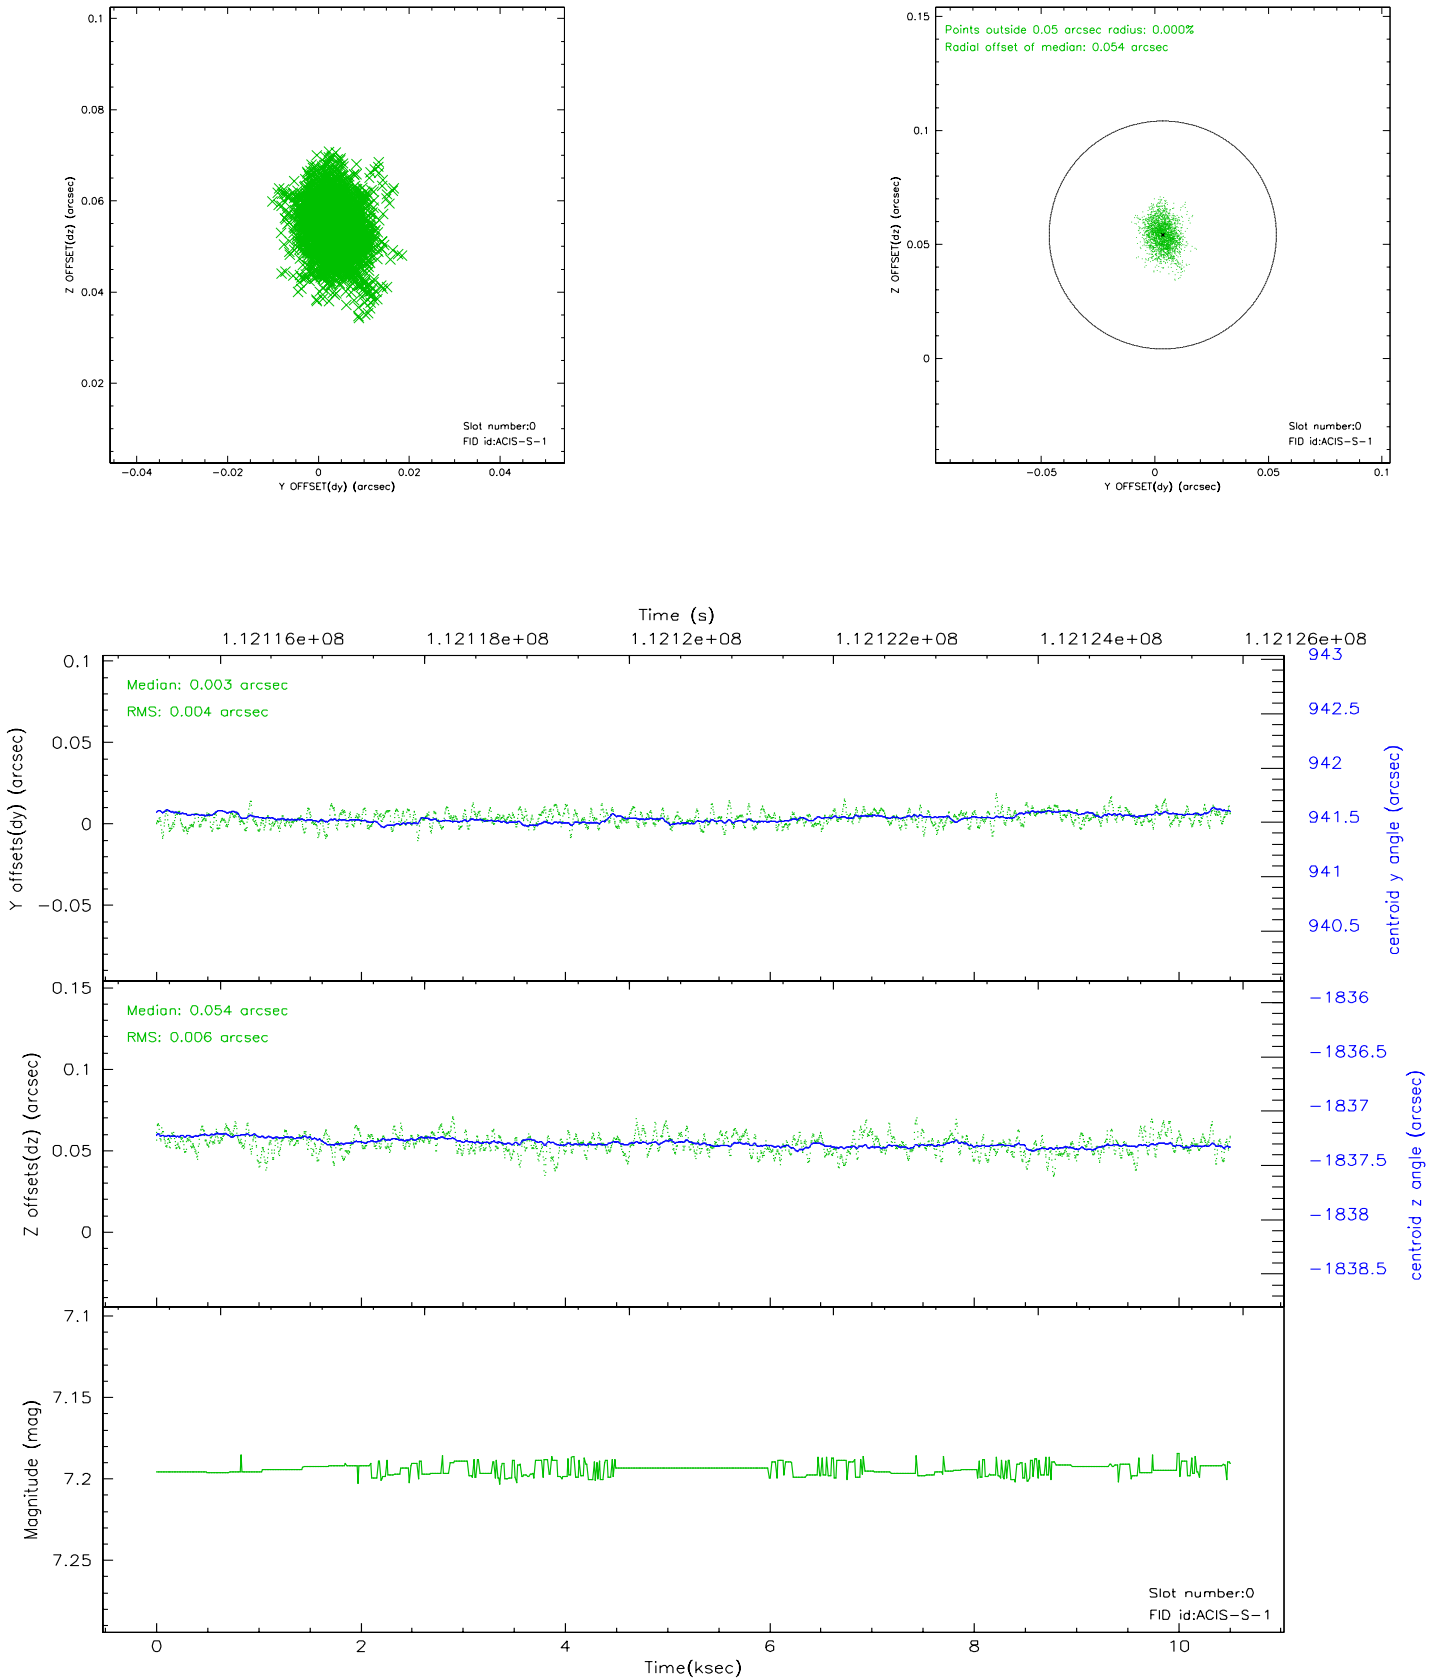 0.1
0.08
0.06
0.04
0.02
Z OFFSET(dz) (arcsec)
Slot number:0
FID id:ACIS-S-1
-0.04 -0.02 0 0.02 0.04
Y OFFSET(dy) (arcsec)
Points outside 0.05 arcsec radius: 0.000%
Radial offset of median: 0.054 arcsec
0.15
0.1
0.05
0
Z OFFSET(dz) (arcsec)
Slot number:0
FID id:ACIS-S-1
-0.05 0 0.05 0.1
Y OFFSET(dy) (arcsec)
Time (s)
1.12116e+08 1.12118e+08 1.1212e+08 1.12122e+08 1.12124e+08 1.12126e+08
0.1
0.05
0
-0.05
Y offsets(dy) (arcsec)
Median: 0.003 arcsec
RMS: 0.004 arcsec
943
942.5
942
941.5
941
940.5
centroid y angle (arcsec)
0.15
0.1
0.05
0
Z offsets(dz) (arcsec)
Median: 0.054 arcsec
RMS: 0.006 arcsec
-1836
-1836.5
-1837
-1837.5
-1838
-1838.5
centroid z angle (arcsec)
7.1
7.15
7.2
7.25
Magnitude (mag)
Slot number:0
FID id:ACIS-S-1
0 2 4 6 8 10
Time(ksec)